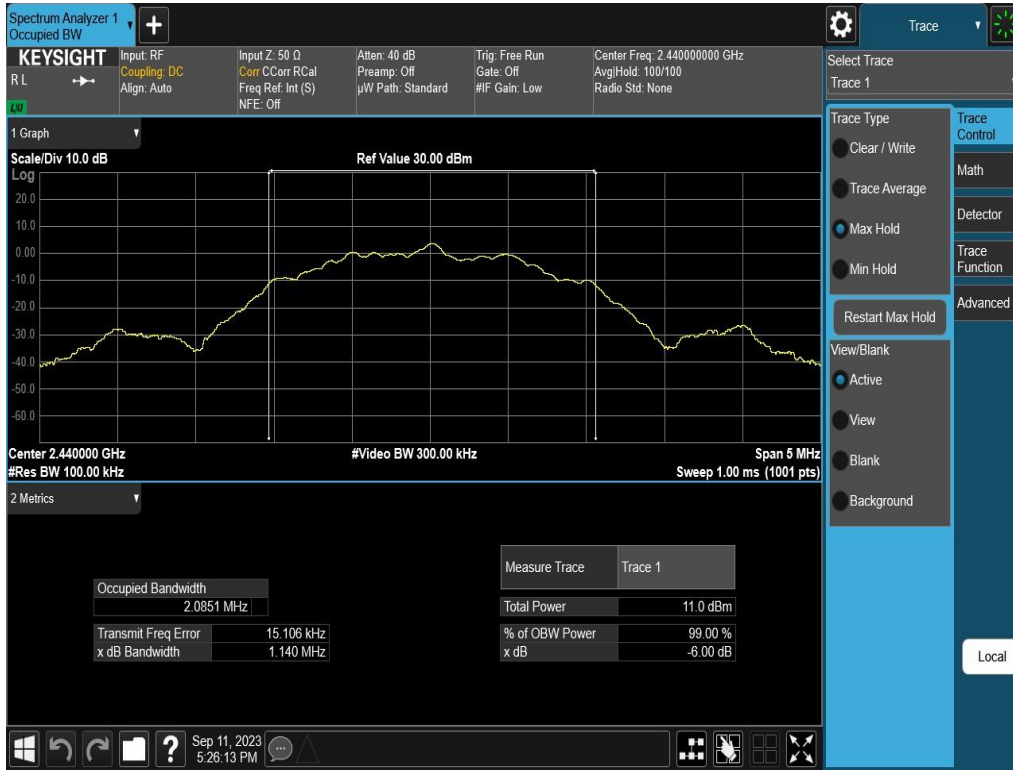 Spectrum Analyzer 1
Occupied BW
Trace
KEYSIGHT
R L
LXI
Input: RF
Coupling: DC
Align: Auto
Input Z: 50 Ω
Corr CCorr RCal
Freq Ref: Int (S)
NFE: Off
Atten: 40 dB
Preamp: Off
µW Path: Standard
Trig: Free Run
Gate: Off
#IF Gain: Low
Center Freq: 2.440000000 GHz
Avg|Hold: 100/100
Radio Std: None
1 Graph
Scale/Div 10.0 dB
Ref Value 30.00 dBm
Log
20.0
10.0
0.00
-10.0
-20.0
-30.0
-40.0
-50.0
-60.0
Center 2.440000 GHz
#Video BW 300.00 kHz
Span 5 MHz
#Res BW 100.00 kHz
Sweep 1.00 ms (1001 pts)
2 Metrics
Occupied Bandwidth
2.0851 MHz
Transmit Freq Error 15.106 kHz
x dB Bandwidth 1.140 MHz
Measure Trace Trace 1
Total Power 11.0 dBm
% of OBW Power 99.00 %
x dB -6.00 dB
Select Trace
Trace 1
Trace Type
Clear / Write
Trace Average
Max Hold
Min Hold
Restart Max Hold
View/Blank
Active
View
Blank
Background
Trace
Control
Math
Detector
Trace
Function
Advanced
Local
?
Sep 11, 2023
5:26:13 PM